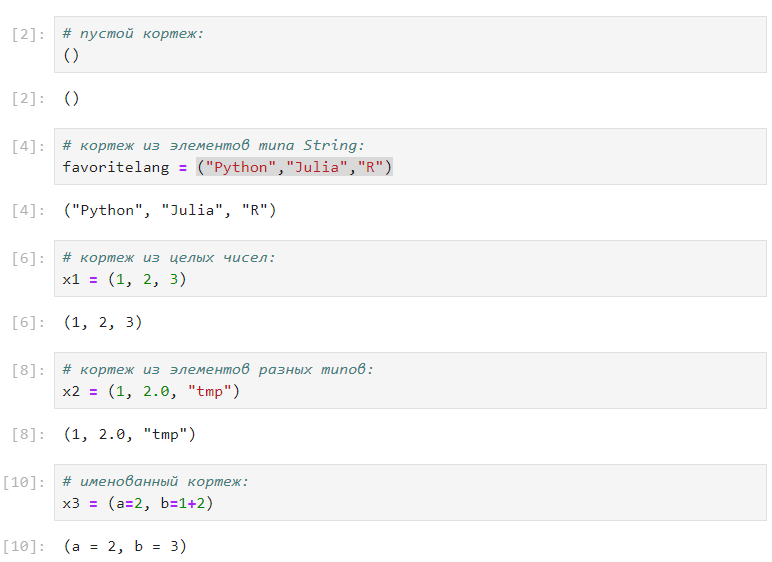 [2]: # пустой кортеж:
()
[2]: ()
[4]: # кортеж из элементов типа String:
favoritelang = ("Python","Julia","R")
[4]: ("Python", "Julia", "R")
[6]: # кортеж из целых чисел:
x1 = (1, 2, 3)
[6]: (1, 2, 3)
[8]: # кортеж из элементов разных типов:
x2 = (1, 2.0, "tmp")
[8]: (1, 2.0, "tmp")
[10]: # именованный кортеж:
x3 = (a=2, b=1+2)
[10]: (a = 2, b = 3)